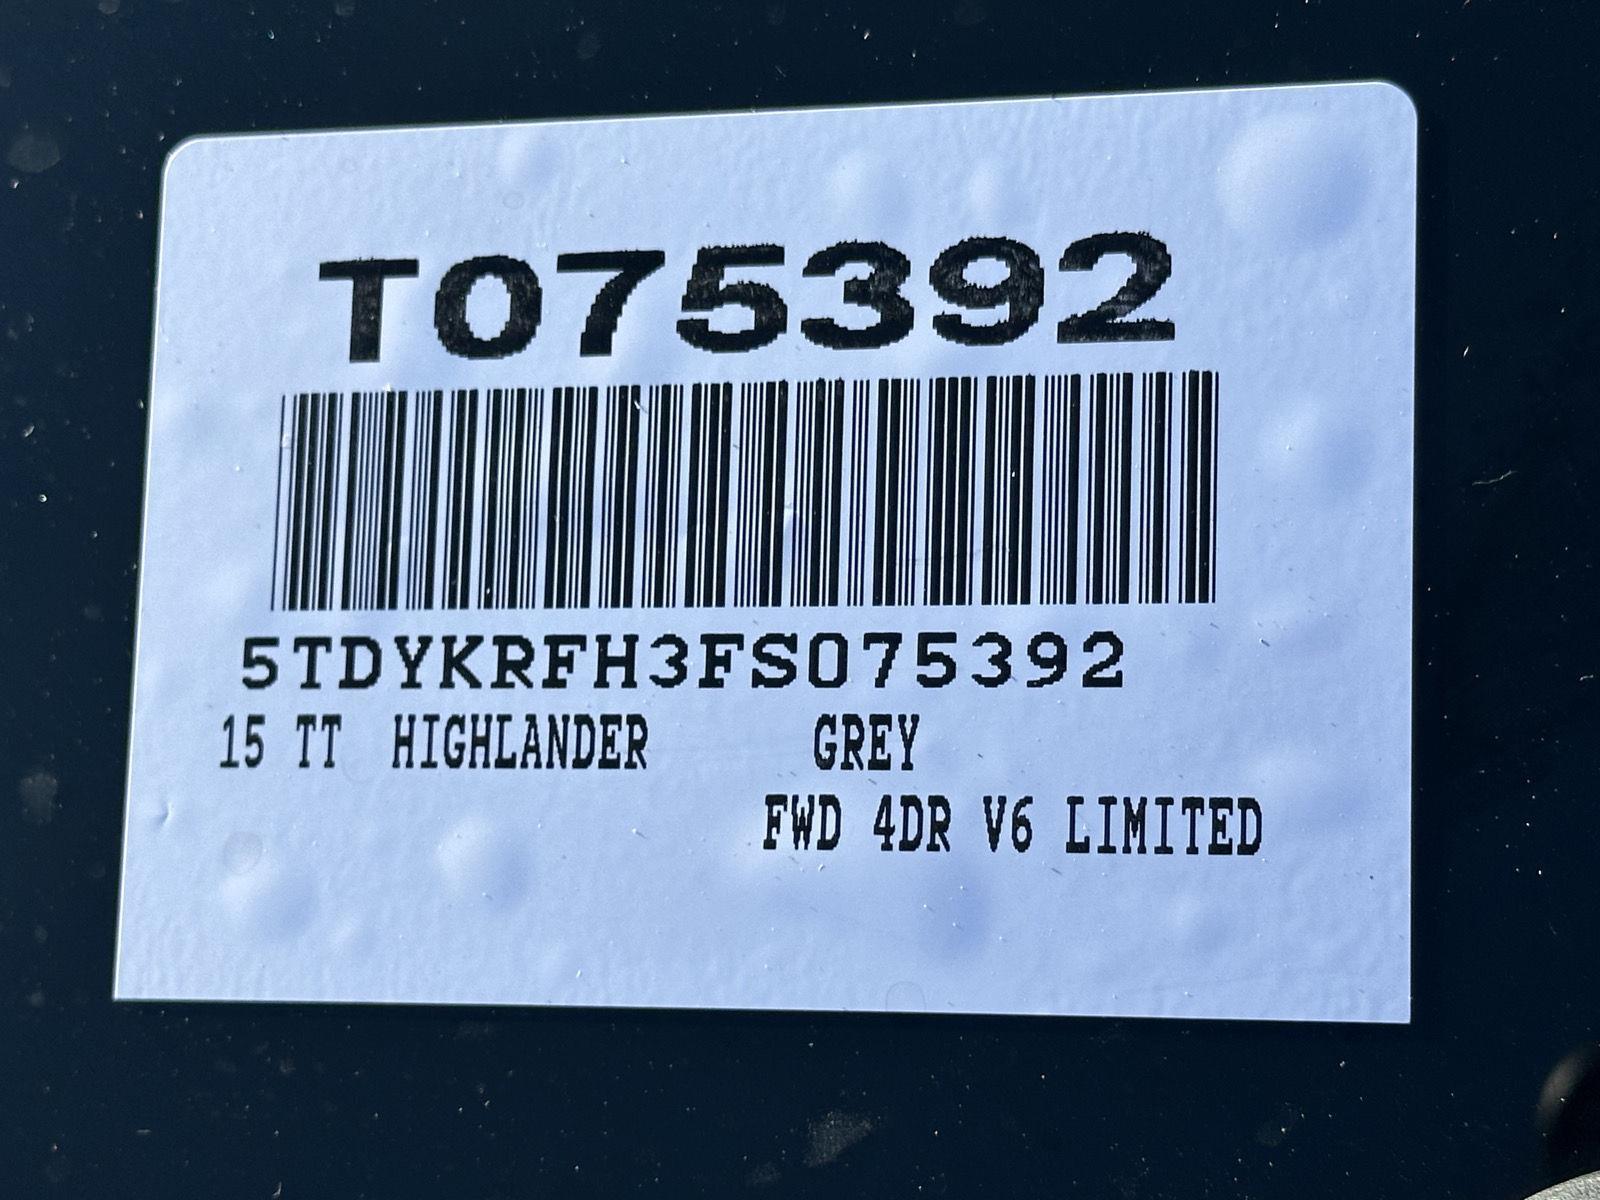 T075392
5TDYKRFH3FS075392
15 TT HIGHLANDER GREY
FWD 4DR V6 LIMITED